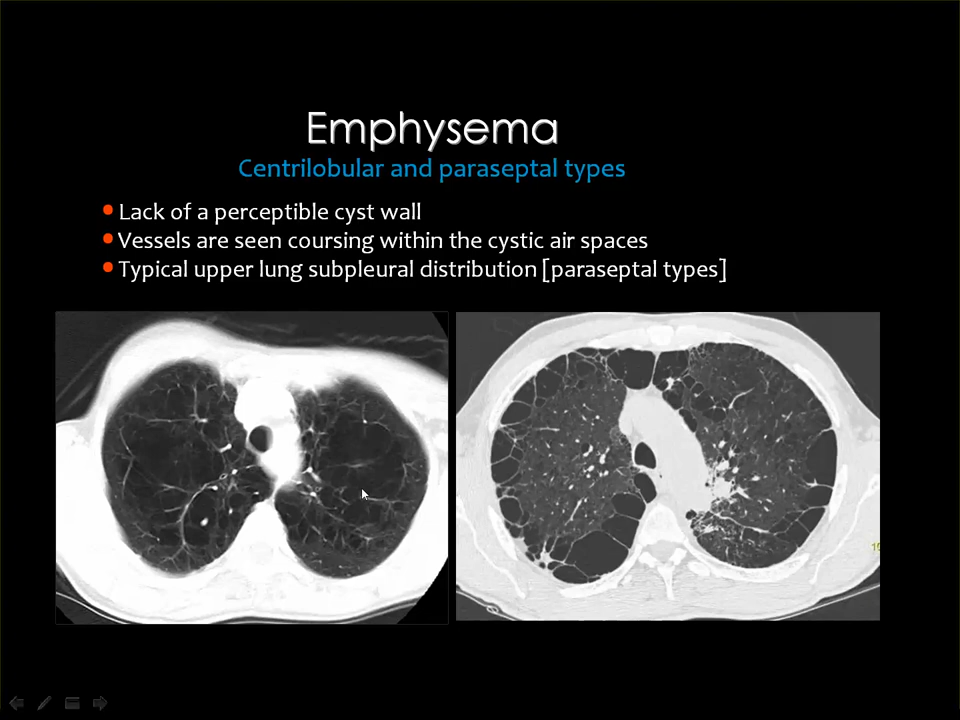 Emphysema
Centrilobular and paraseptal types
Lack of a perceptible cyst wall
Vessels are seen coursing within the cystic air spaces
Typical upper lung subpleural distribution [paraseptal types]